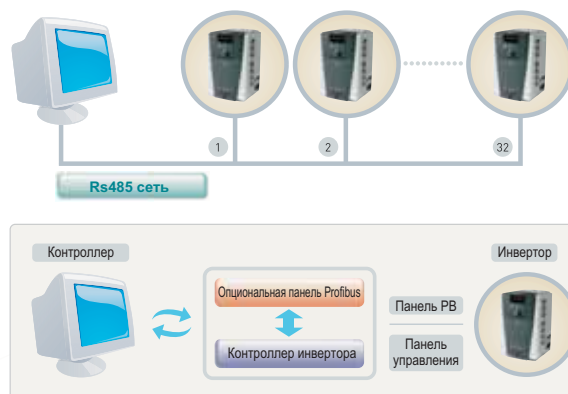 1
2
32
Rs485 сеть
Контроллер
Инвертор
Опциональная панель Profibus
Панель PB
Контроллер инвертора
Панель
управления